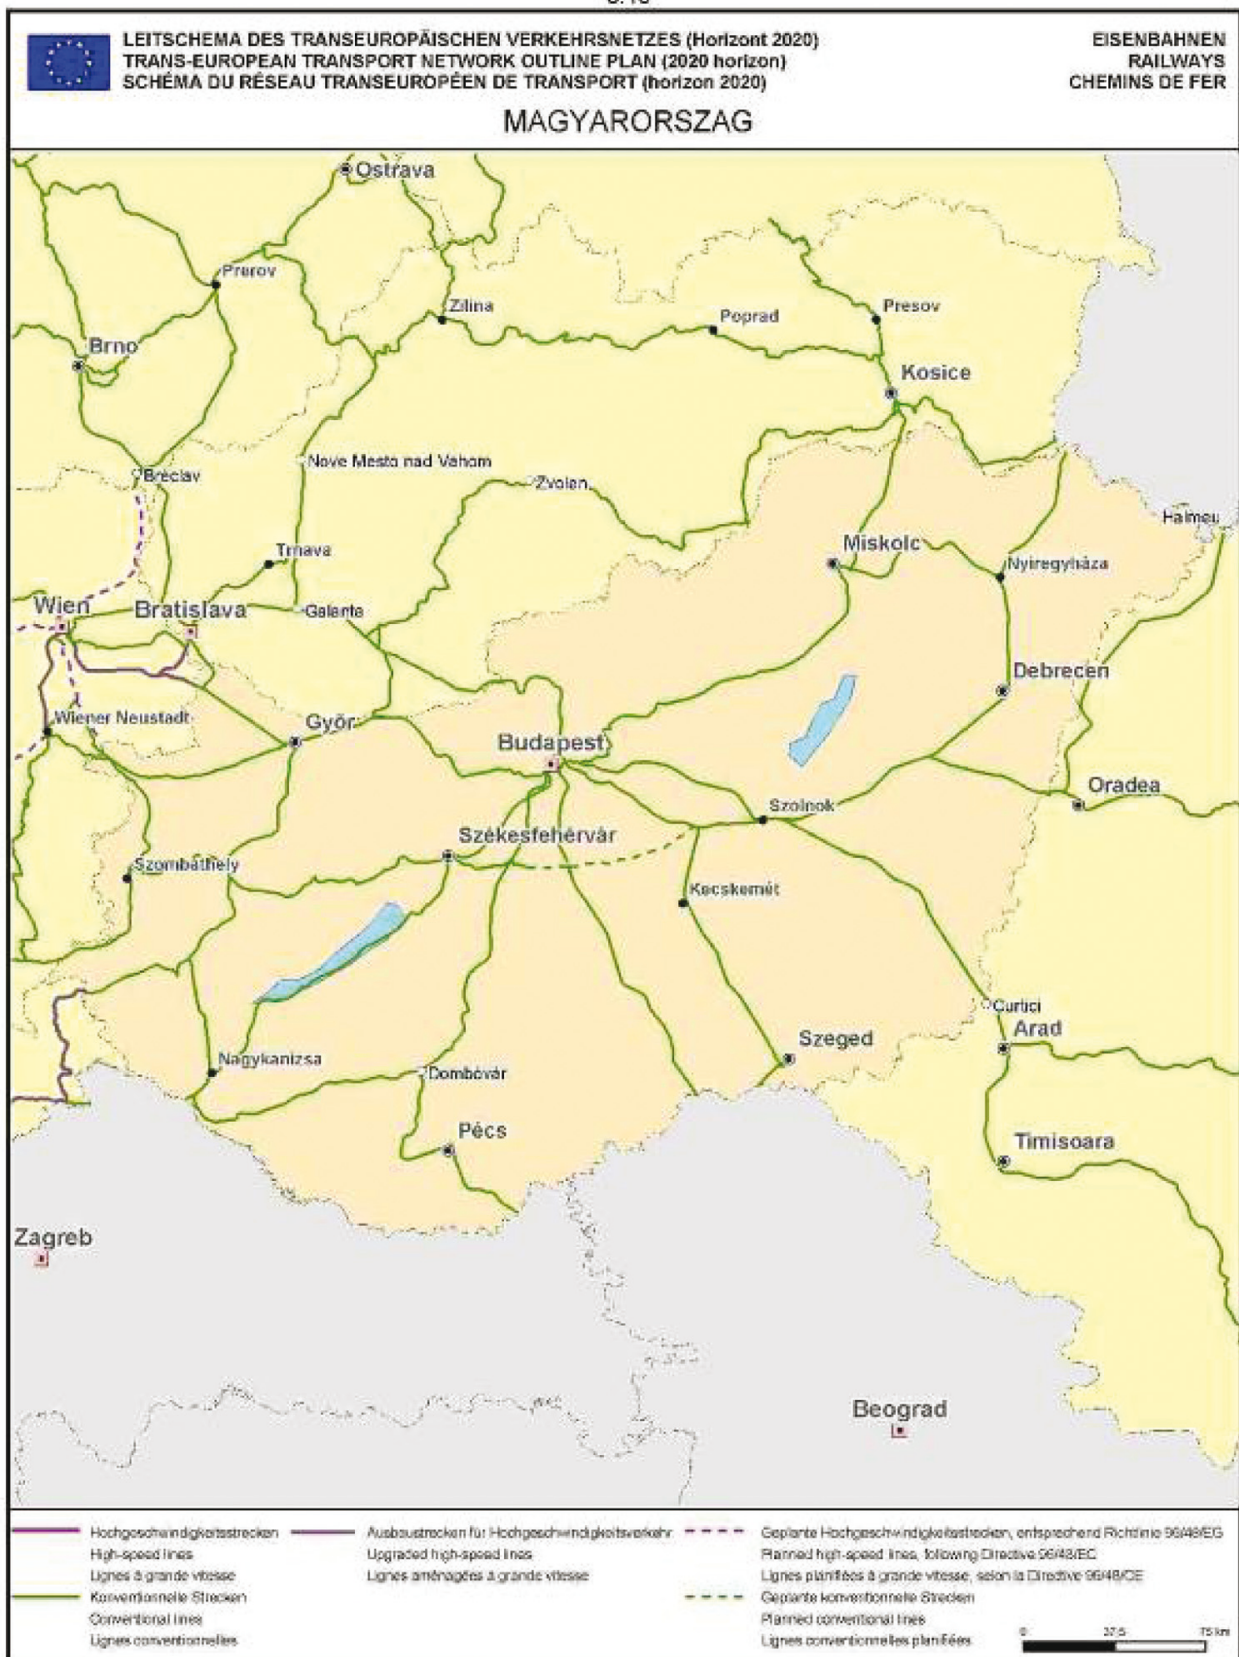 LEITSCHEMA DES TRANSEUROPÄISCHEN VERKEHRSNETZES (Horizont 2020)
TRANS-EUROPEAN TRANSPORT NETWORK OUTLINE PLAN (2020 horizon)
SCHÉMA DU RÉSEAU TRANSEUROPÉEN DE TRANSPORT (horizon 2020)
EISENBAHNEN
RAILWAYS
CHEMINS DE FER
MAGYARORSZAG
Ostrava
Prerov
Zilina
Poprad
Presov
Brno
Kosice
Breclav
Nove Mesto nad Vahom
Zvolen
Halmeu
Trnava
Miskolc
Nyíregyháza
Wien
Bratislava
Galanta
Debrecen
Wiener Neustadt
Győr
Budapest
Oradea
Szolnok
Székesfehérvár
Szombathely
Kecskemét
Curtici
Arad
Szeged
Nagykanizsa
Dombóvár
Pécs
Timisoara
Zagreb
Beograd
Hochgeschwindigkeitsstrecken
High-speed lines
Lignes à grande vitesse
Konventionelle Strecken
Conventional lines
Lignes conventionnelles
Ausbaustrecken für Hochgeschwindigkeitsverkehr
Upgraded high-speed lines
Lignes aménagées à grande vitesse
Geplante Hochgeschwindigkeitsstrecken, entsprechend Richtlinie 96/48/EG
Planned high-speed lines, following Directive 96/48/EC
Lignes planifiées à grande vitesse, selon la Directive 96/48/CE
Geplante konventionelle Strecken
Planned conventional lines
Lignes conventionnelles planifiées
0 37,5 75 km